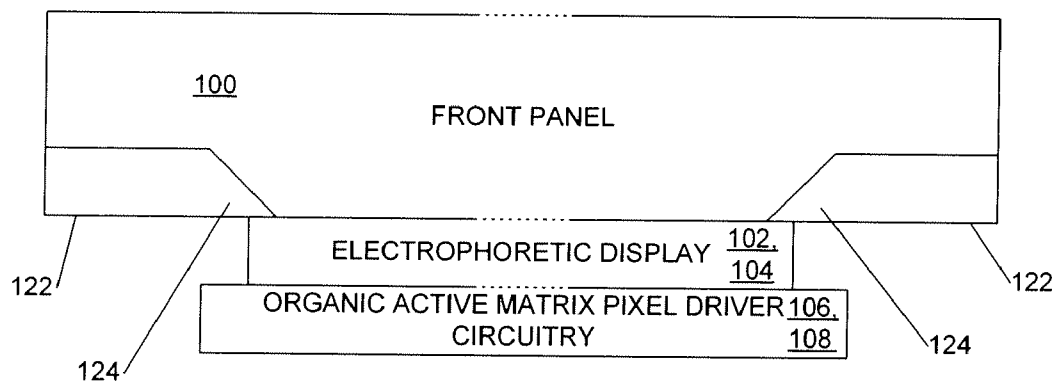 100
FRONT PANEL
ELECTROPHORETIC DISPLAY 102,
104
ORGANIC ACTIVE MATRIX PIXEL DRIVER 106,
CIRCUITRY 108
122
124
124
122